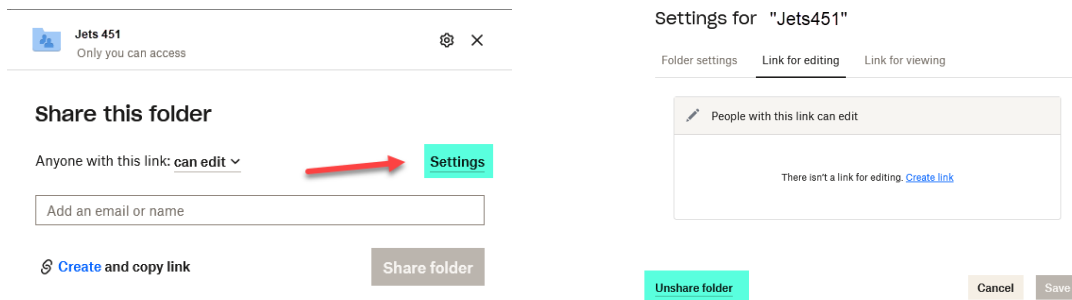 Jets 451
Only you can access
Share this folder
Anyone with this link: can edit
Settings
Add an email or name
Create and copy link
Share folder
Settings for "Jets451"
Folder settings
Link for editing
Link for viewing
People with this link can edit
There isn't a link for editing. Create link
Unshare folder
Cancel
Save